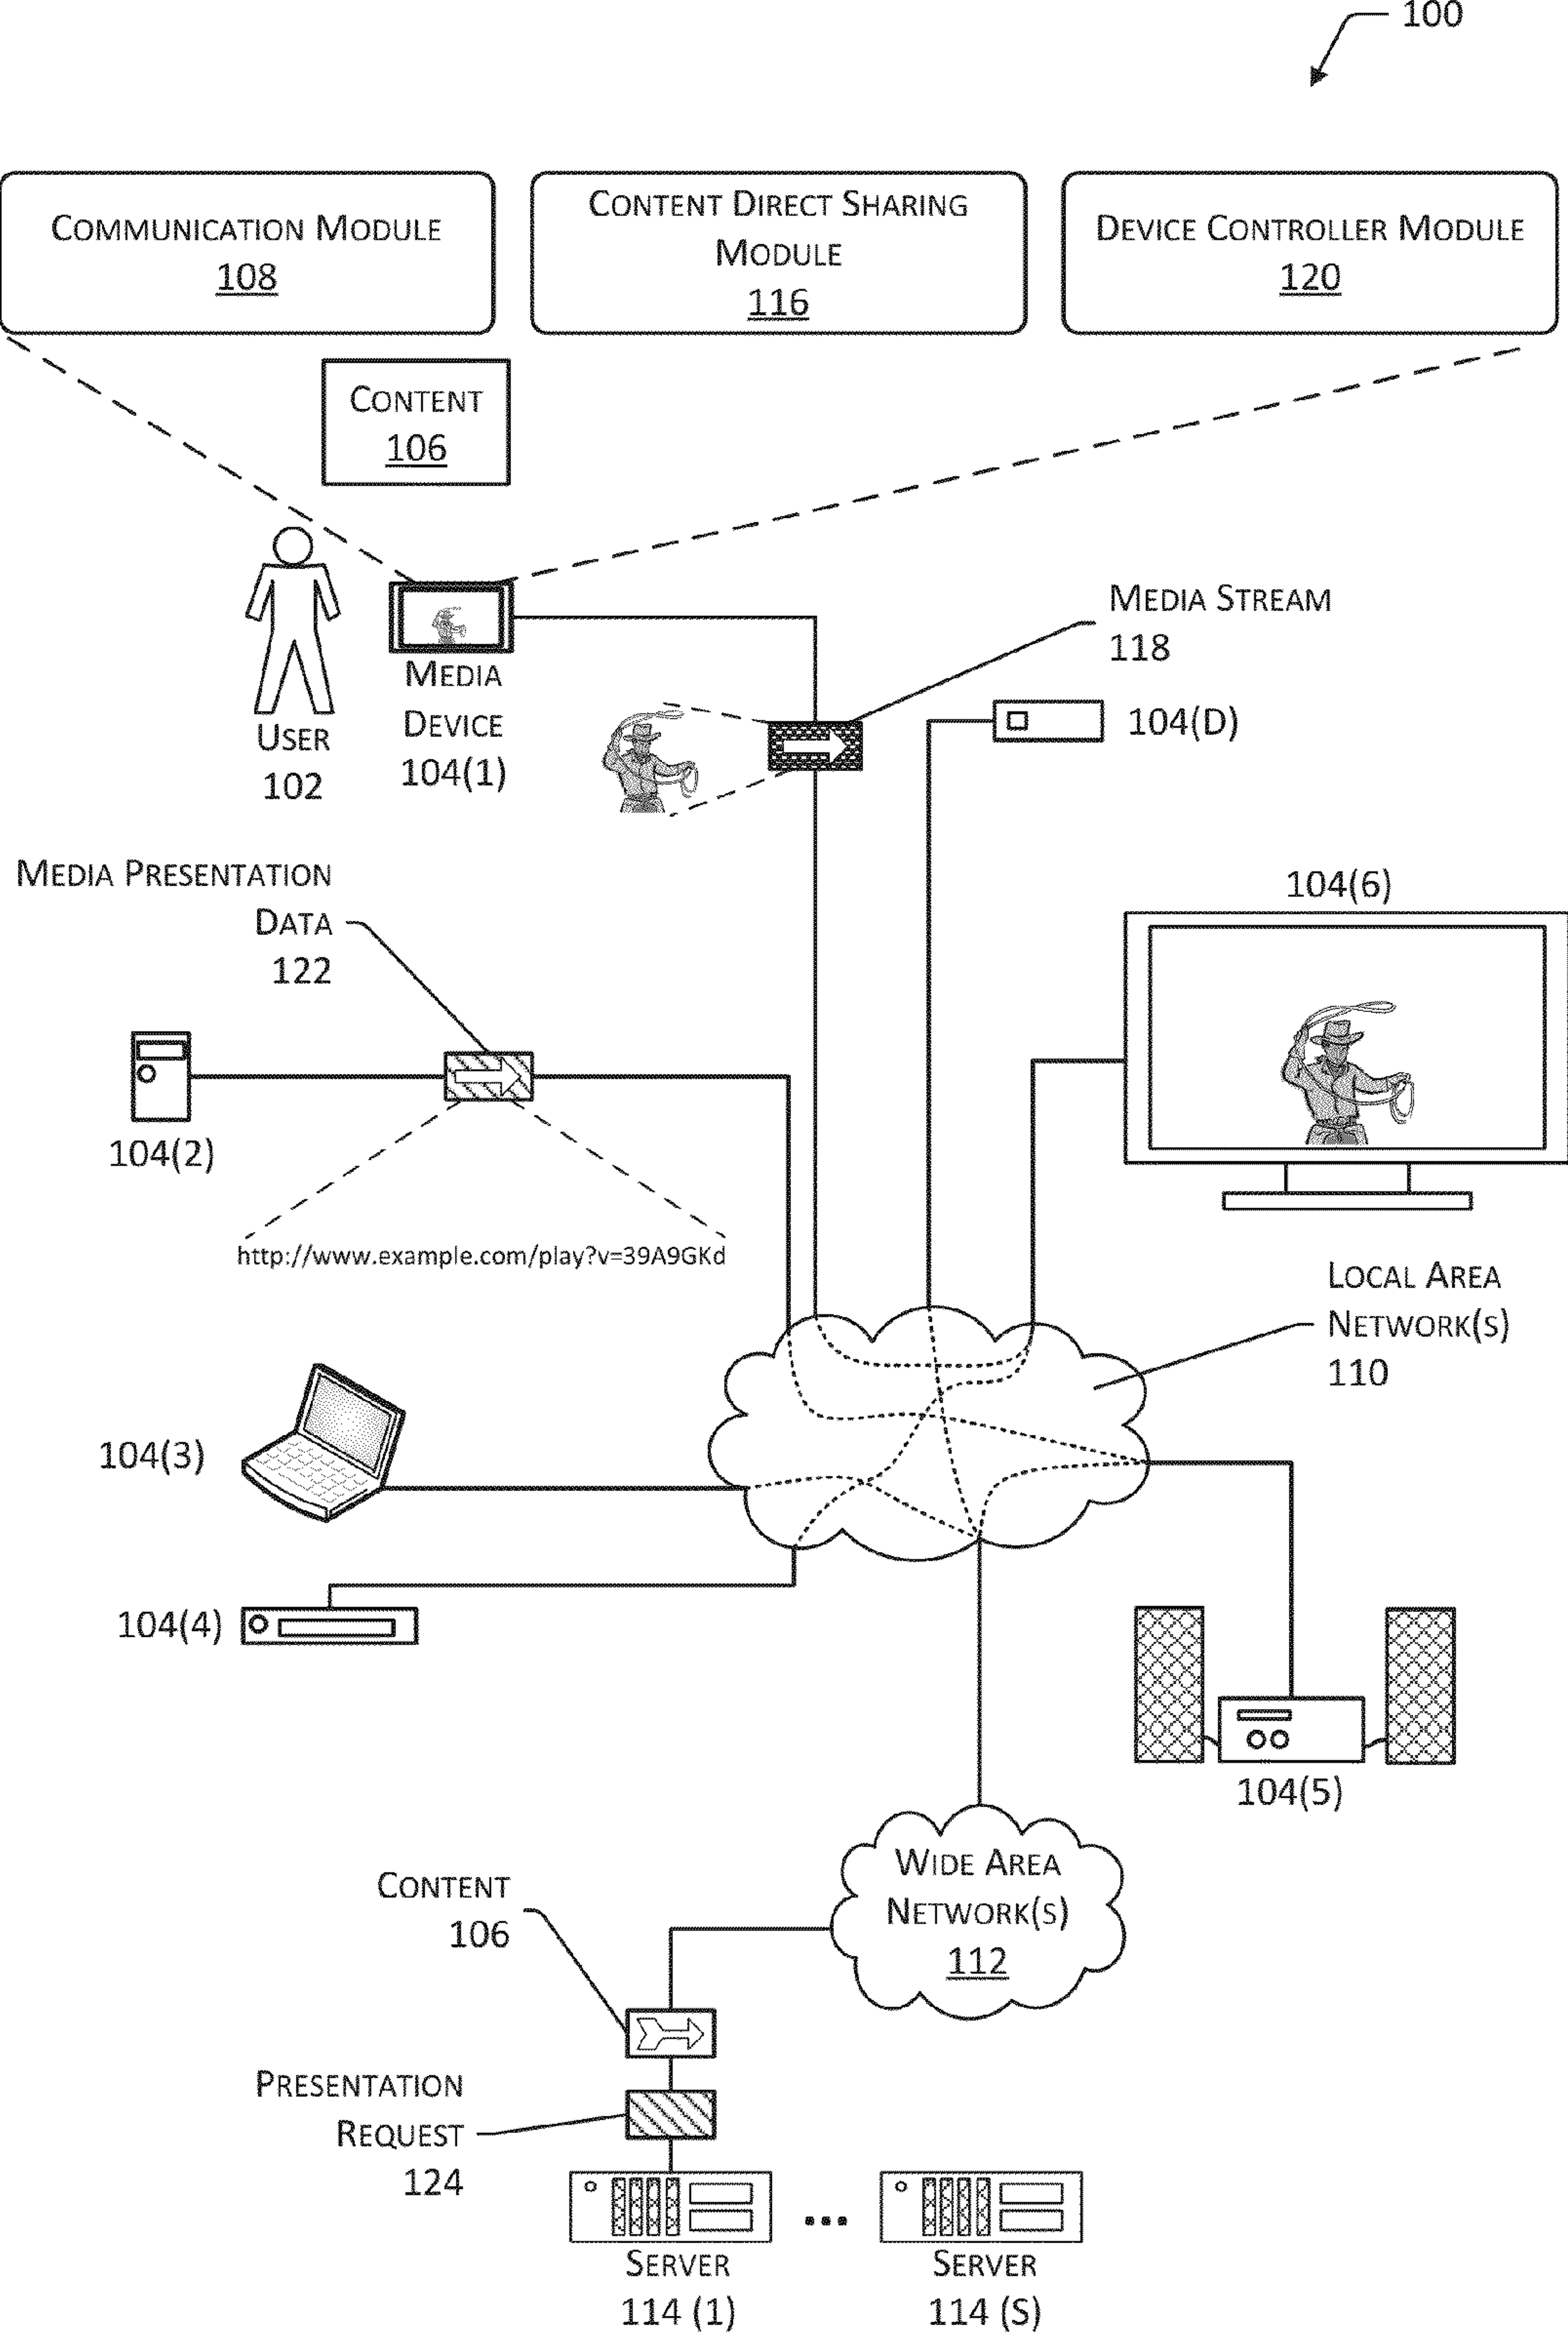 100
COMMUNICATION MODULE
108
CONTENT DIRECT SHARING
MODULE
116
DEVICE CONTROLLER MODULE
120
CONTENT
106
USER
102
MEDIA
DEVICE
104(1)
MEDIA STREAM
118
104(D)
MEDIA PRESENTATION
DATA
122
104(6)
104(2)
http://www.example.com/play?v=39A9GKd
LOCAL AREA
NETWORK(S)
110
104(3)
104(4)
104(5)
WIDE AREA
NETWORK(S)
112
CONTENT
106
PRESENTATION
REQUEST
124
SERVER
114 (1)
...
SERVER
114 (S)